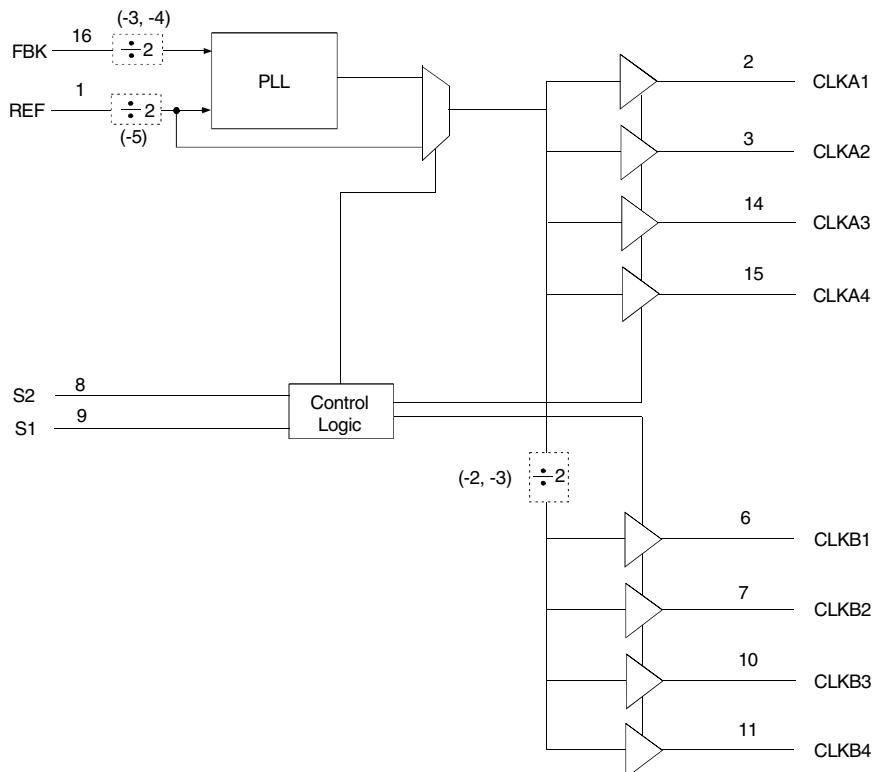 (-3, -4)
FBK 16 ÷2
PLL
REF 1 ÷2
(-5)
2 CLKA1
3 CLKA2
14 CLKA3
15 CLKA4
S2 8
S1 9
Control
Logic
(-2, -3) ÷2
6 CLKB1
7 CLKB2
10 CLKB3
11 CLKB4